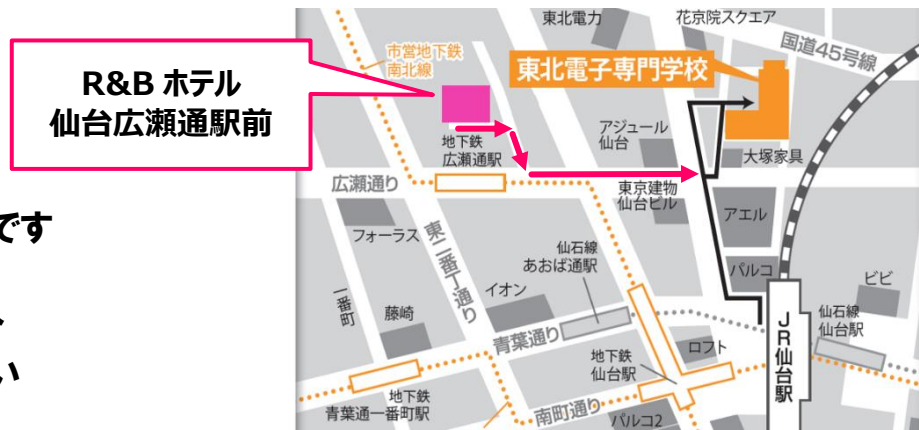 R&B ホテル
仙台広瀬通駅前
です
い
東北電力
花京院スクエア
国道45号線
市営地下鉄
南北線
東北電子専門学校
アジュール
仙台
地下鉄
広瀬通駅
大塚家具
広瀬通り
東京建物
仙台ビル
アエル
フォーラス
東二番丁通り
仙石線
あおば通駅
パルコ
ビビ
イオン
一番町
藤崎
青葉通り
JR仙台駅
仙石線
仙台駅
ロフト
地下鉄
仙台駅
地下鉄
青葉通一番町駅
南町通り
パルコ2